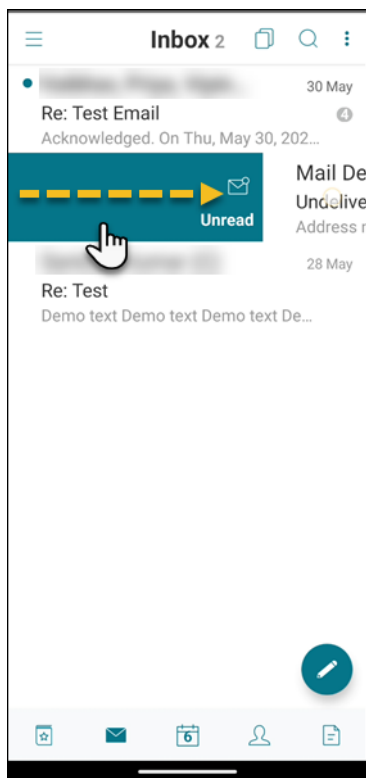 Inbox 2
30 May
Re: Test Email
4
Acknowledged. On Thu, May 30, 202...
Mail De
Undelive
Unread
Address r
28 May
Re: Test
Demo text Demo text Demo text De...
6